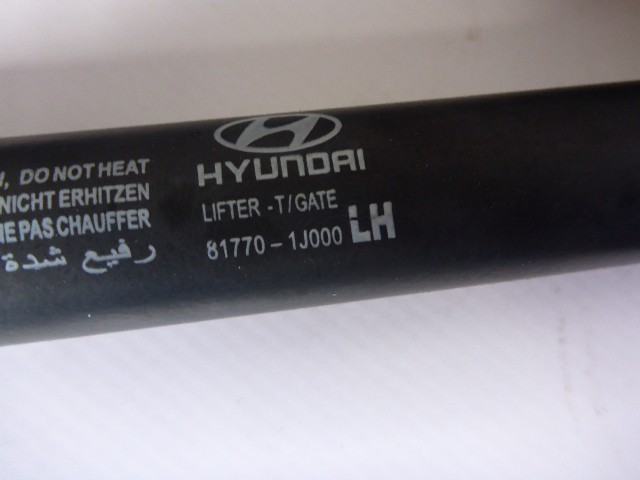 , DO NOT HEAT
NICHT ERHITZEN
NE PAS CHAUFFER
رفيع شدة
HYUNDAI
LIFTER -T/GATE
81770-1J000 LH